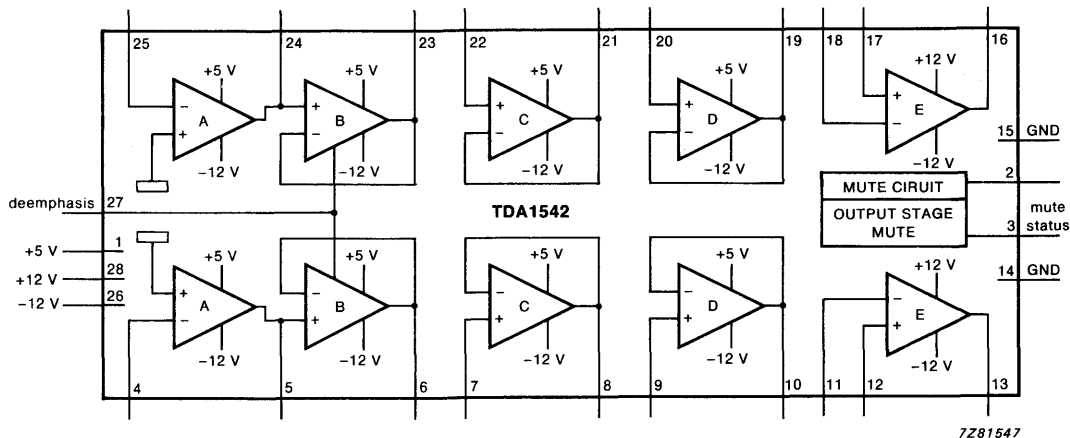 25 24 23 22 21 20 19 18 17 16
+5 V +5 V +5 V +5 V +12 V
− + + + +
A B C D E
+ − − − −
−12 V −12 V −12 V −12 V −12 V
15 GND
deemphasis 27
TDA1542
MUTE CIRUIT 2
OUTPUT STAGE
MUTE
3 mute
status
+5 V 1
+12 V 28
−12 V 26
14 GND
+5 V +5 V +5 V +5 V +12 V
+ − − − −
A B C D E
− + + + +
−12 V −12 V −12 V −12 V −12 V
4 5 6 7 8 9 10 11 12 13
7Z81547